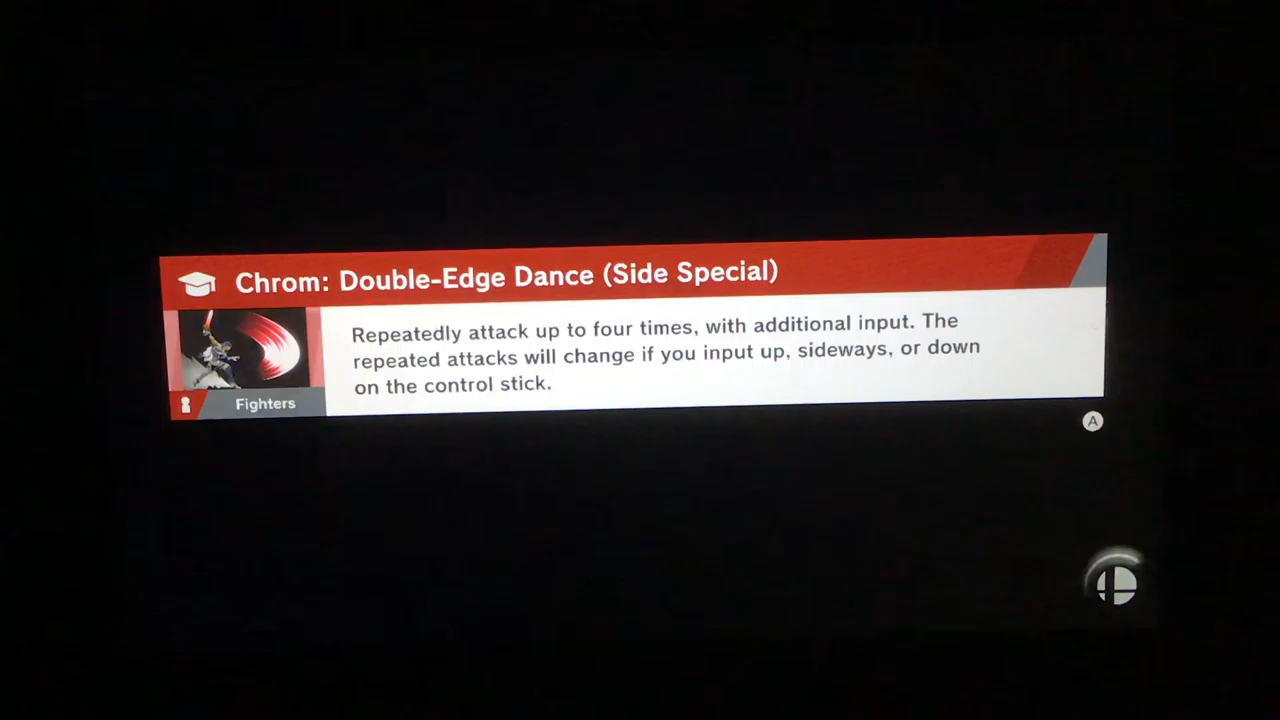 Chrom: Double-Edge Dance (Side Special)
Repeatedly attack up to four times, with additional input. The
repeated attacks will change if you input up, sideways, or down
on the control stick.
Fighters
A